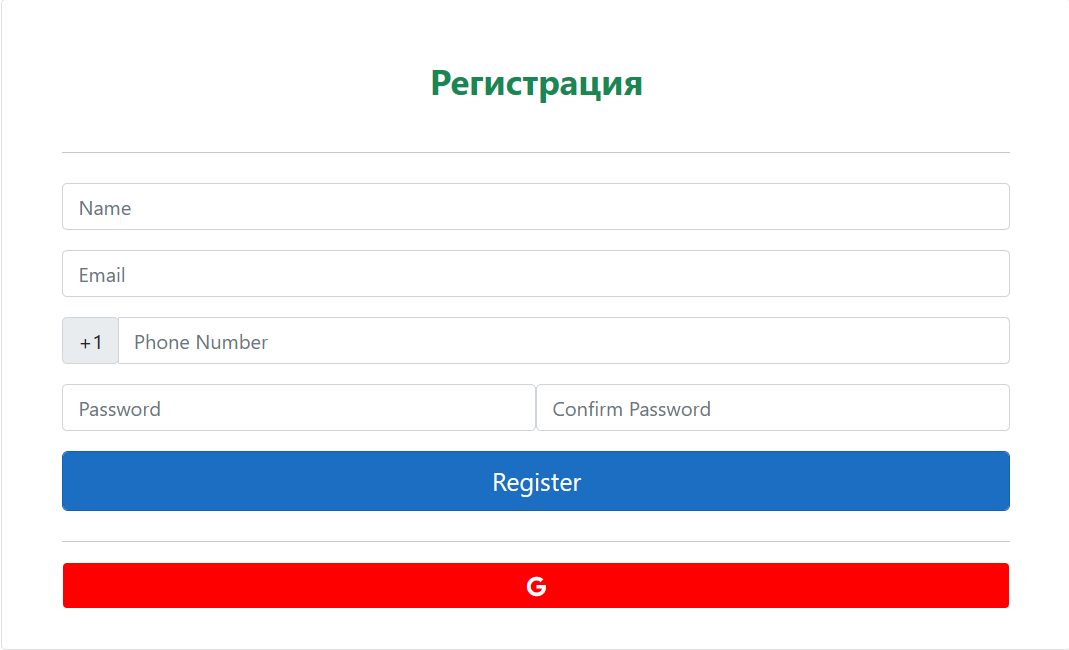 Регистрация
Name
Email
+1 Phone Number
Password Confirm Password
Register
G